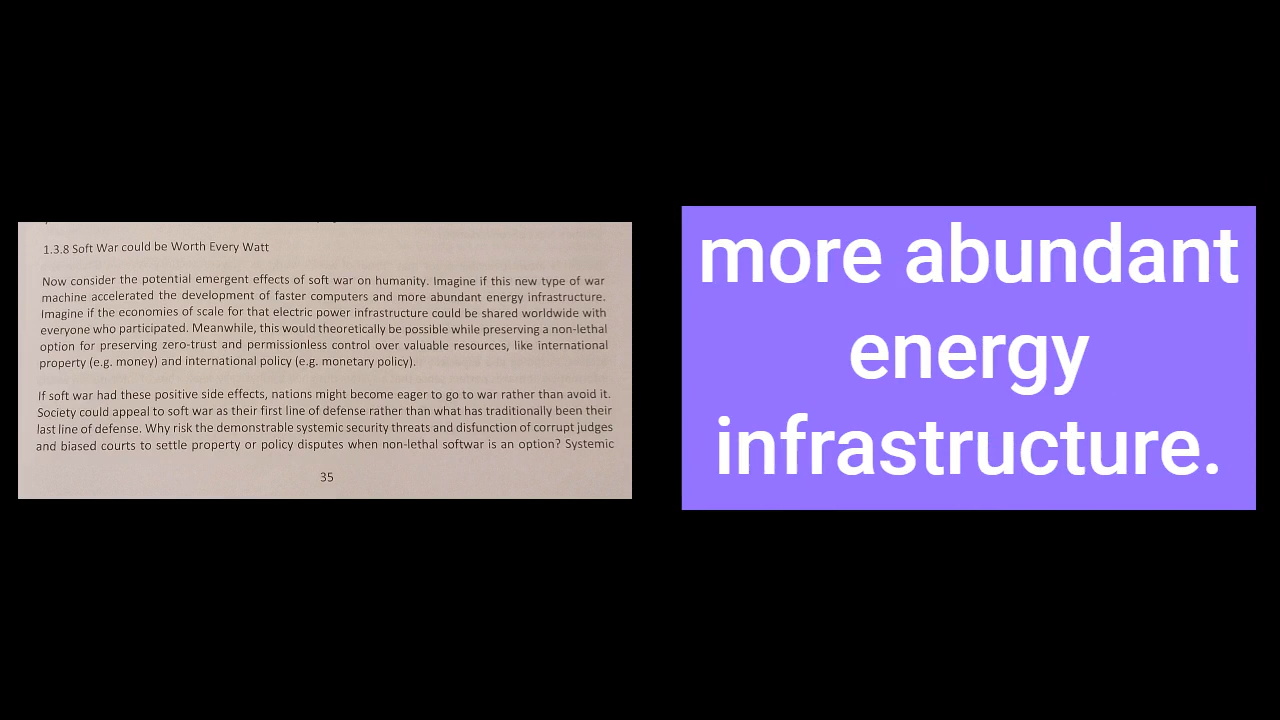 1.3.8 Soft War could be Worth Every Watt
Now consider the potential emergent effects of soft war on humanity. Imagine if this new type of war
machine accelerated the development of faster computers and more abundant energy infrastructure.
Imagine if the economies of scale for that electric power infrastructure could be shared worldwide with
everyone who participated. Meanwhile, this would theoretically be possible while preserving a non-lethal
option for preserving zero-trust and permissionless control over valuable resources, like international
property (e.g. money) and international policy (e.g. monetary policy).
If soft war had these positive side effects, nations might become eager to go to war rather than avoid it.
Society could appeal to soft war as their first line of defense rather than what has traditionally been their
last line of defense. Why risk the demonstrable systemic security threats and disfunction of corrupt judges
and biased courts to settle property or policy disputes when non-lethal softwar is an option? Systemic
35
more abundant
energy
infrastructure.